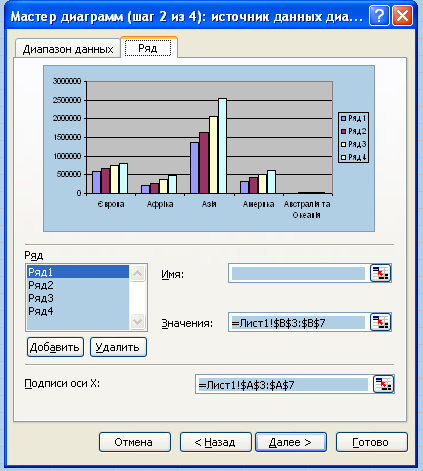 Мастер диаграмм (шаг 2 из 4): источник данных диа...
Диапазон данных Ряд
3000000
2500000
2000000
1500000
1000000
500000
0
Європа Африка Азія Америка Австралія та Океанія
Ряд1
Ряд2
Ряд3
Ряд4
Ряд
Ряд1
Ряд2
Ряд3
Ряд4
Имя:
Значения: =Лист1!$B$3:$B$7
Добавить Удалить
Подписи оси X: =Лист1!$A$3:$A$7
Отмена < Назад Далее > Готово